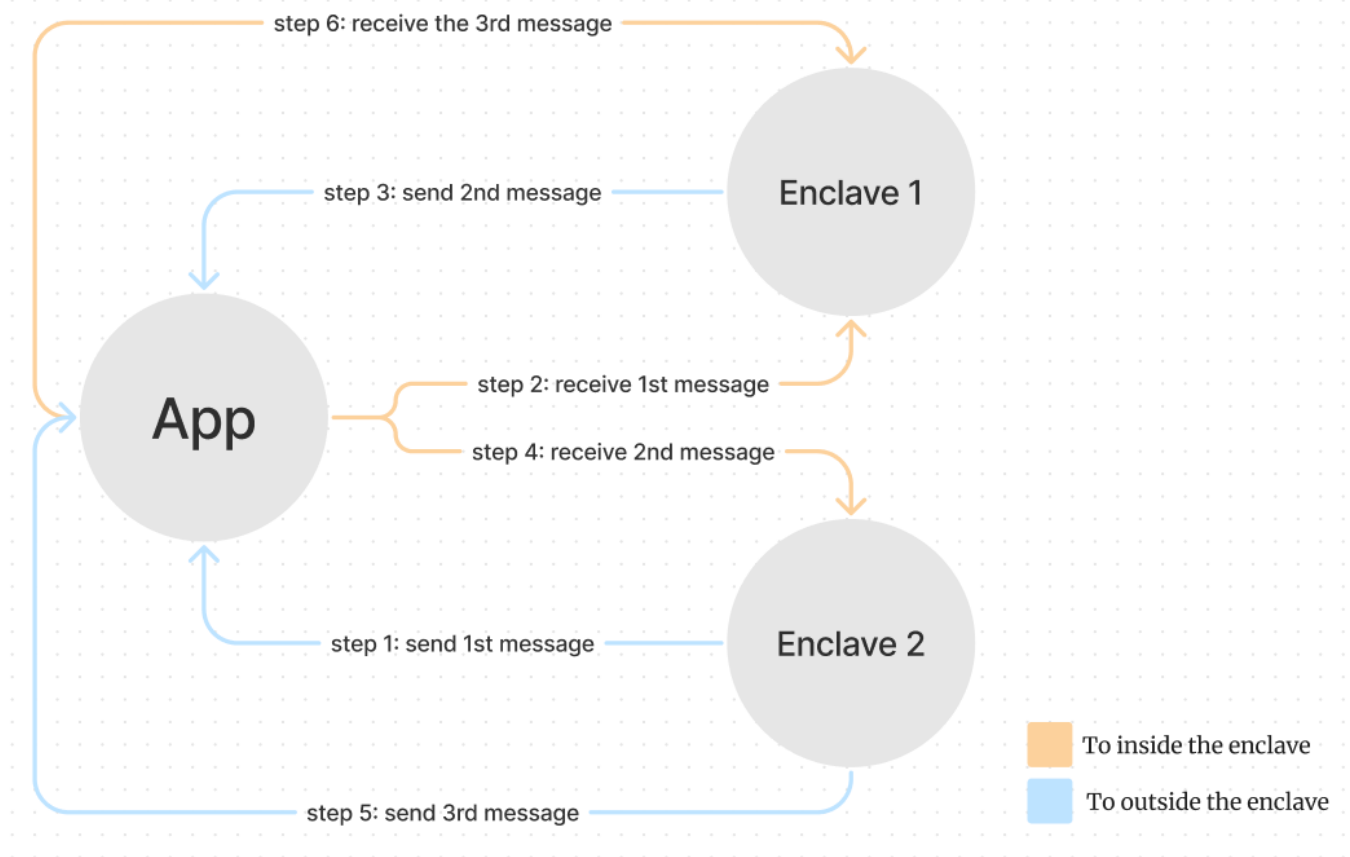 step 6: receive the 3rd message
step 3: send 2nd message
Enclave 1
step 2: receive 1st message
App
step 4: receive 2nd message
step 1: send 1st message
Enclave 2
To inside the enclave
To outside the enclave
step 5: send 3rd message